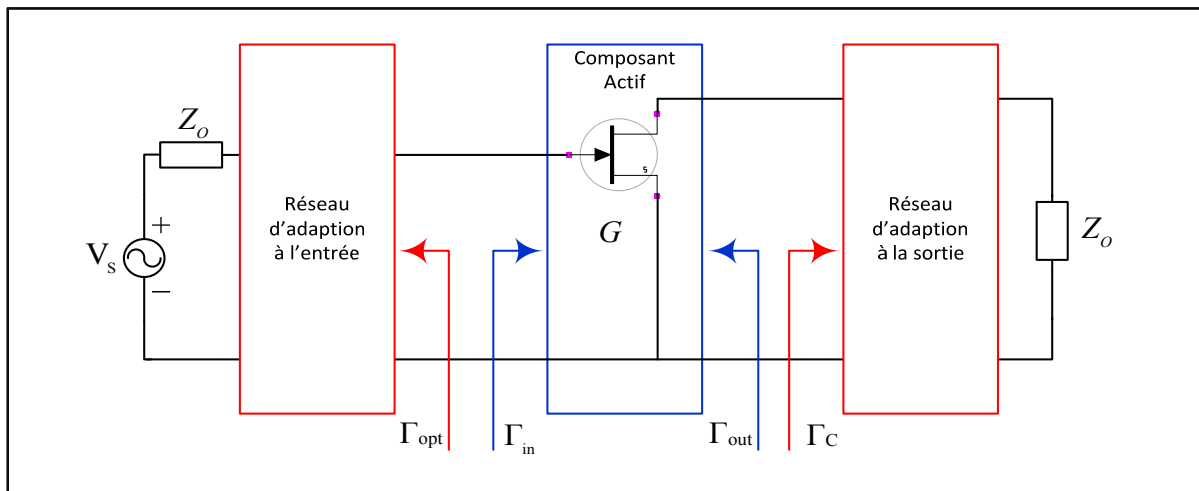 Composant
Actif
Z_O
Réseau
d'adaption
à l'entrée
V_S
+
−
S
G
Réseau
d'adaption
à la sortie
Z_O
Γ_opt
Γ_in
Γ_out
Γ_C